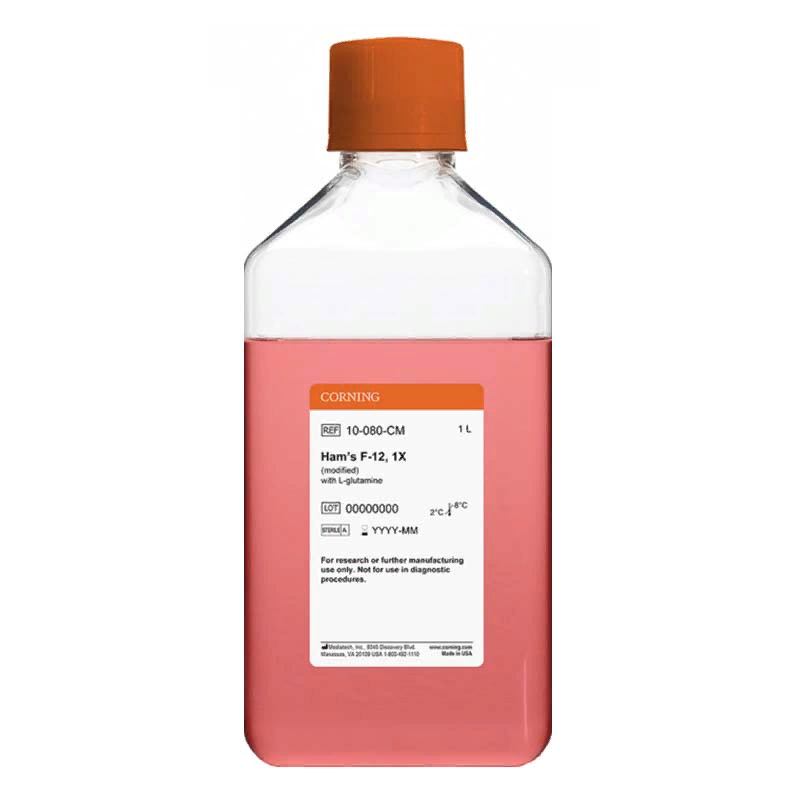 CORNING
REF 10-080-CM 1 L
Ham's F-12, 1X
(modified)
with L-glutamine
LOT 00000000 2°C 8°C
STERILE A YYYY-MM
For research or further manufacturing
use only. Not for use in diagnostic
procedures.
Mediatech, Inc., 9345 Discovery Blvd. www.corning.com
Manassas, VA 20109 USA 1-800-492-1110 Made in USA